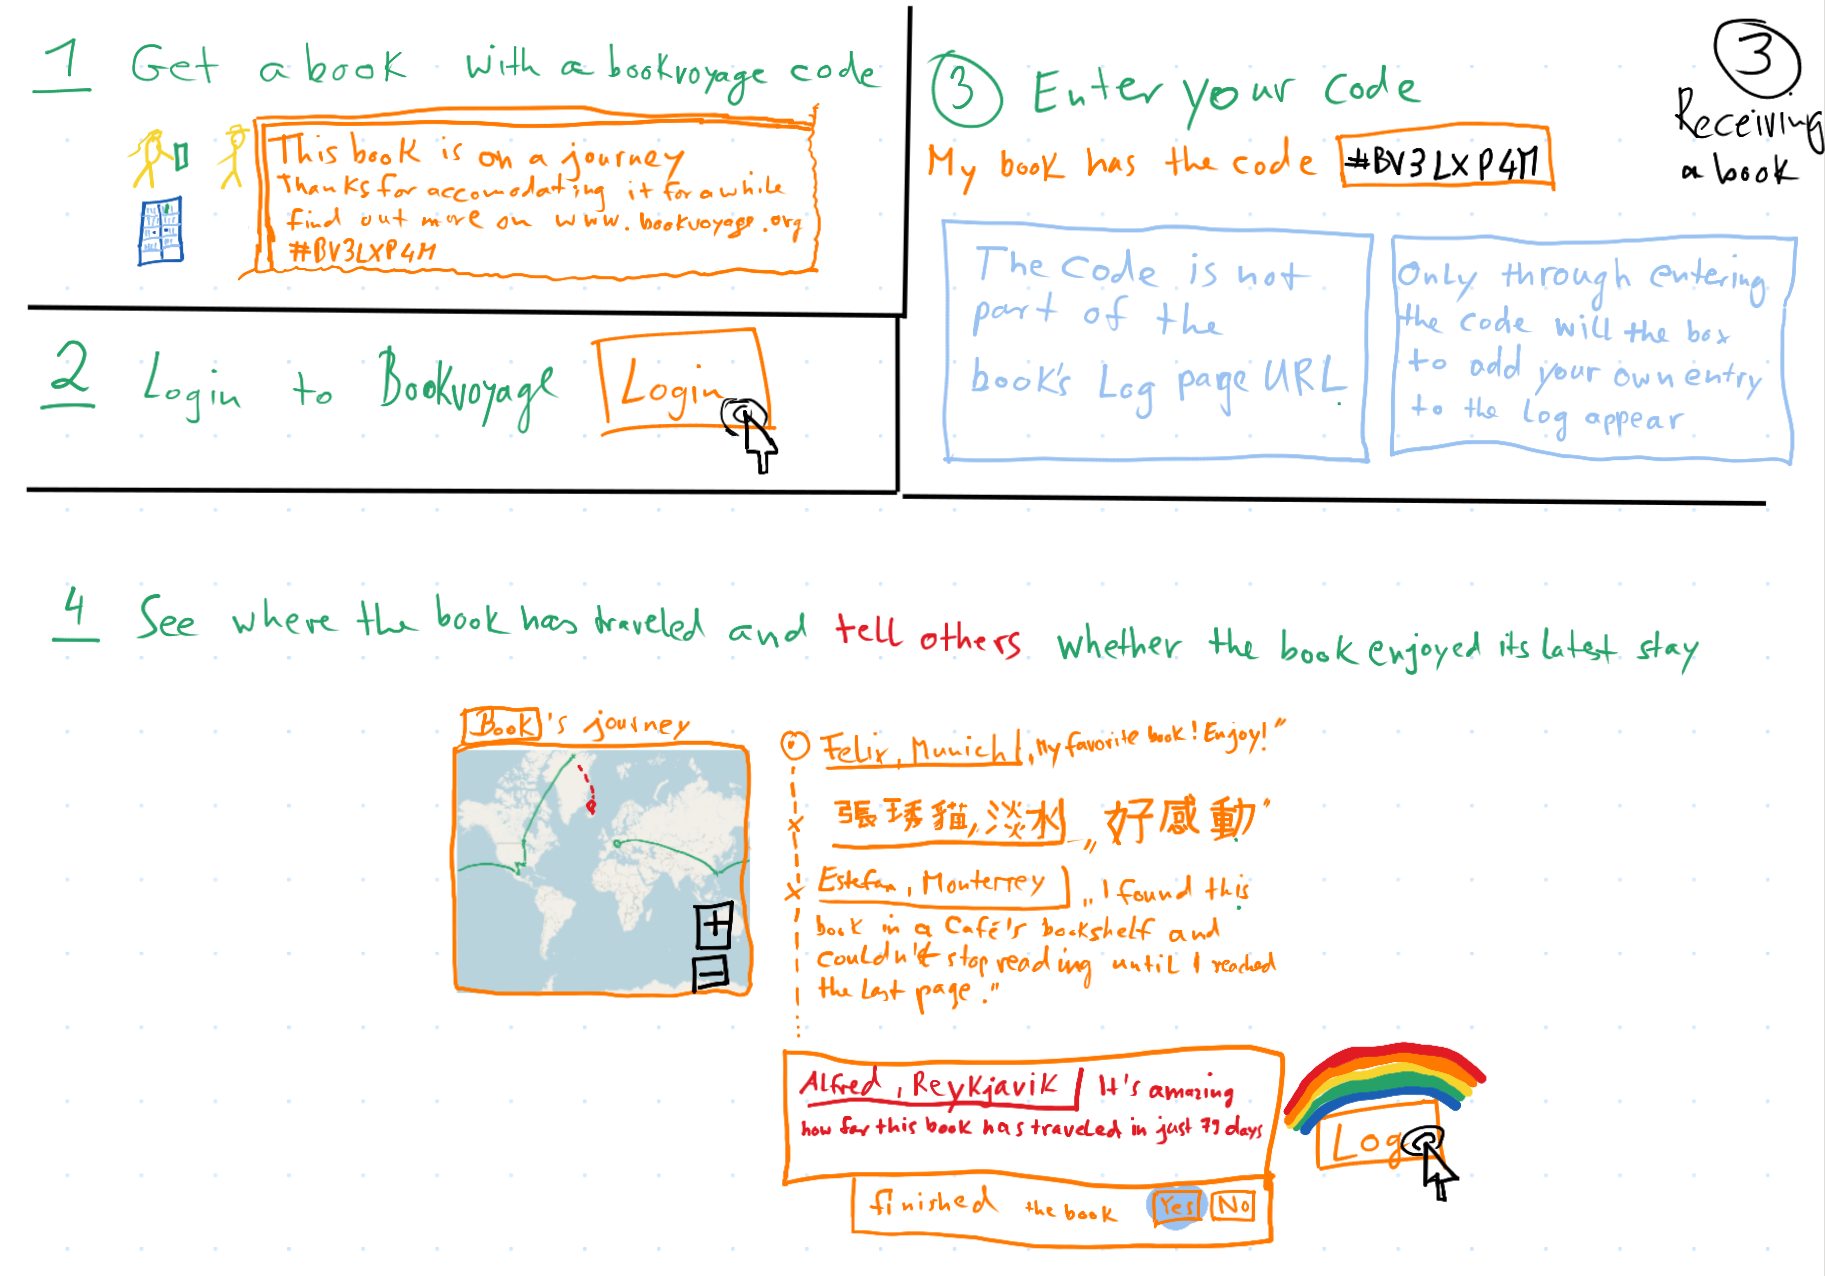 1 Get a book with a bookvoyage code
This book is on a journey
Thanks for accomodating it for a while
find out more on www.bookvoyage.org
#BV3LXP4M
2 Login to Bookvoyage
Login
3 Enter your code
My book has the code #BV3LXP4M
The Code is not
part of the
book's Log page URL.
Only through entering
the code will the box
to add your own entry
to the Log appear
3
Receiving
a book
4 See where the book has traveled and tell others whether the book enjoyed its latest stay
Book's journey
+
−
Felix, Munich, "My favorite book! Enjoy!"
張琇貓, 淡水 „好感動"
Estefan, Monterrey „I found this
book in a Café's bookshelf and
couldn't stop reading until I reached
the last page."
Alfred, Reykjavik It's amazing
how far this book has traveled in just 79 days
Log
finished the book Yes No